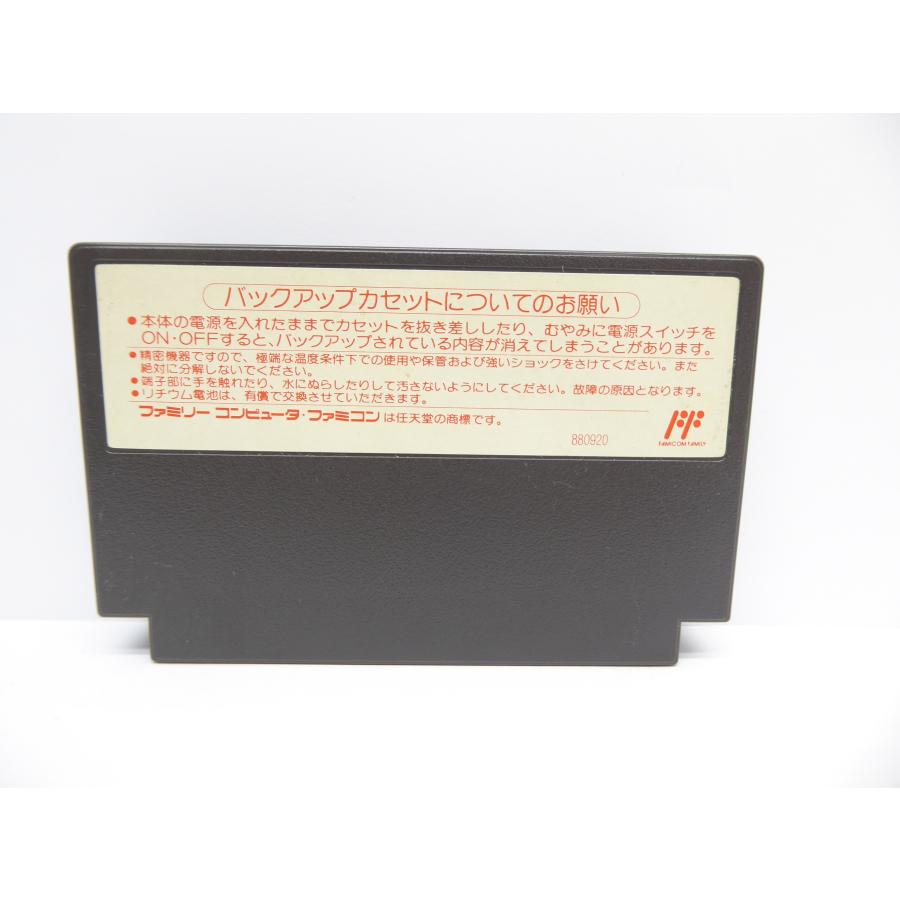 バックアップカセットについてのお願い
●本体の電源を入れたままでカセットを抜き差ししたり、むやみに電源スイッチを
ON・OFFすると、バックアップされている内容が消えてしまうことがあります。
●精密機器ですので、極端な温度条件下での使用や保管および強いショックをさけてください。また
絶対に分解しないでください。
●端子部に手を触れたり、水にぬらしたりして汚さないようにしてください。故障の原因となります。
●リチウム電池は、有償で交換させていただきます。
ファミリー コンピュータ・ファミコンは任天堂の商標です。
880920
FAMICOM FAMILY